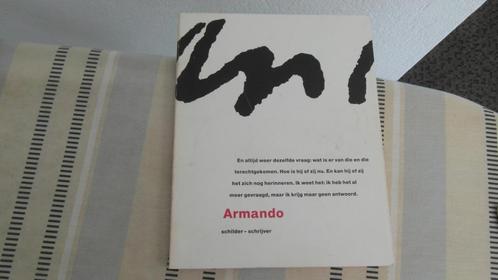 En altijd weer dezelfde vraag: wat is er van die en die
terechtgekomen. Hoe is hij of zij nu. En kan hij of zij
het zich nog herinneren. Ik weet het: ik heb het al
meer gevraagd, maar ik krijg maar geen antwoord.
Armando
schilder – schrijver